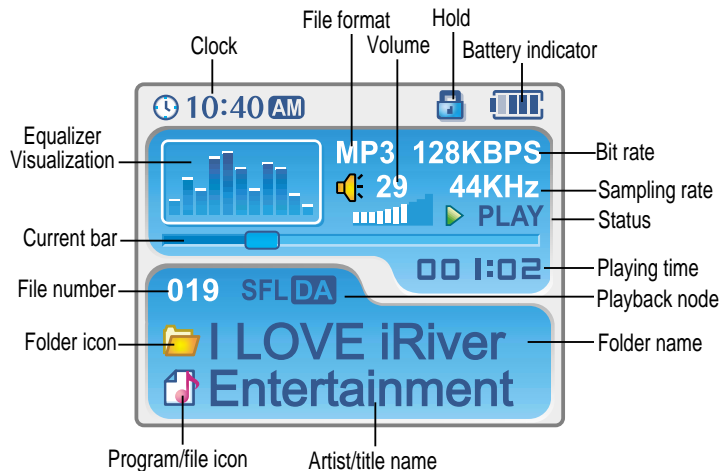 File format
Hold
Clock
Volume
Battery indicator
10:40 AM
Equalizer
Visualization
MP3 128KBPS
Bit rate
29 44KHz
Sampling rate
PLAY
Status
Current bar
00 1:02
Playing time
File number
019 SFL DA
Playback node
Folder icon
I LOVE iRiver
Folder name
Entertainment
Program/file icon
Artist/title name